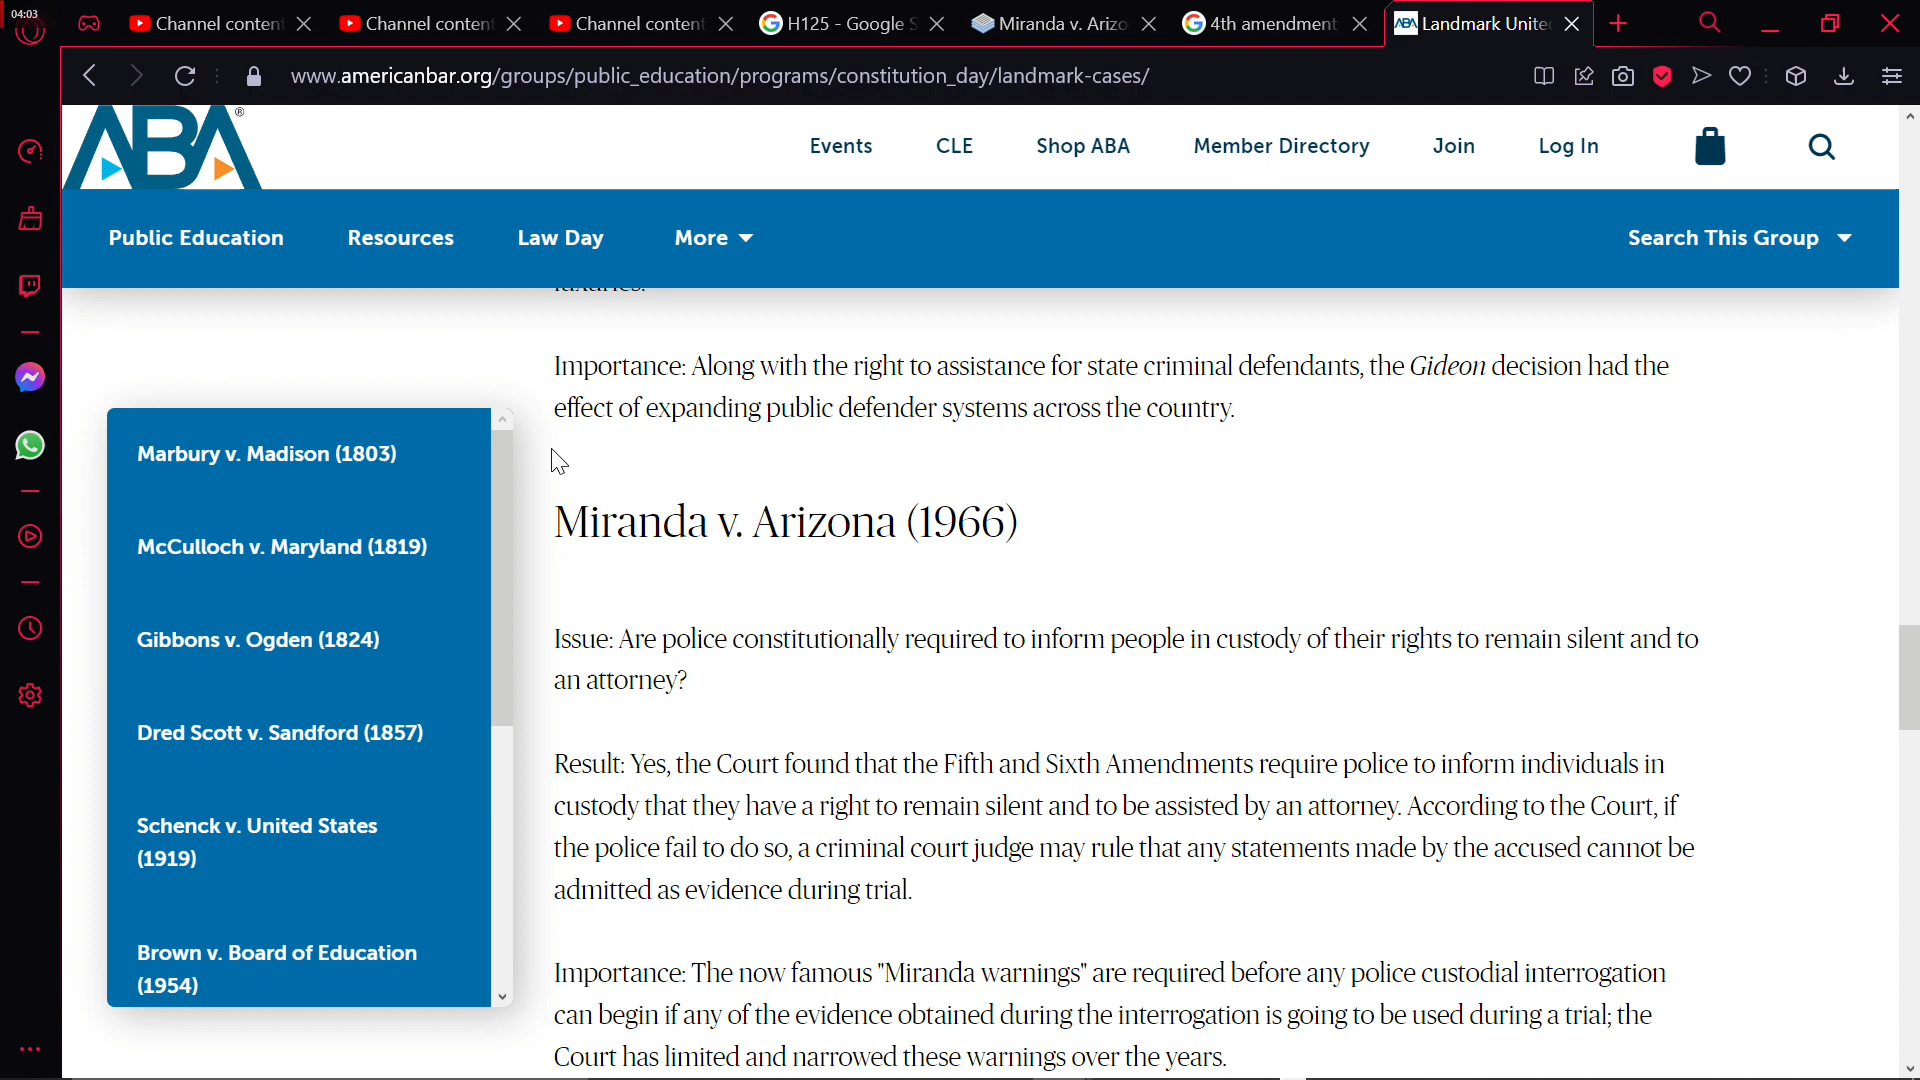 04:03
Channel content
Channel content
Channel content
H125 - Google S
Miranda v. Arizo
4th amendment
ABA
Landmark Unite
www.americanbar.org/groups/public_education/programs/constitution_day/landmark-cases/
ABA®
Events
CLE
Shop ABA
Member Directory
Join
Log In
Public Education
Resources
Law Day
More
Search This Group
Importance: Along with the right to assistance for state criminal defendants, the Gideon decision had the
effect of expanding public defender systems across the country.
Marbury v. Madison (1803)
McCulloch v. Maryland (1819)
Gibbons v. Ogden (1824)
Dred Scott v. Sandford (1857)
Schenck v. United States
(1919)
Brown v. Board of Education
(1954)
Miranda v. Arizona (1966)
Issue: Are police constitutionally required to inform people in custody of their rights to remain silent and to
an attorney?
Result: Yes, the Court found that the Fifth and Sixth Amendments require police to inform individuals in
custody that they have a right to remain silent and to be assisted by an attorney. According to the Court, if
the police fail to do so, a criminal court judge may rule that any statements made by the accused cannot be
admitted as evidence during trial.
Importance: The now famous "Miranda warnings" are required before any police custodial interrogation
can begin if any of the evidence obtained during the interrogation is going to be used during a trial; the
Court has limited and narrowed these warnings over the years.